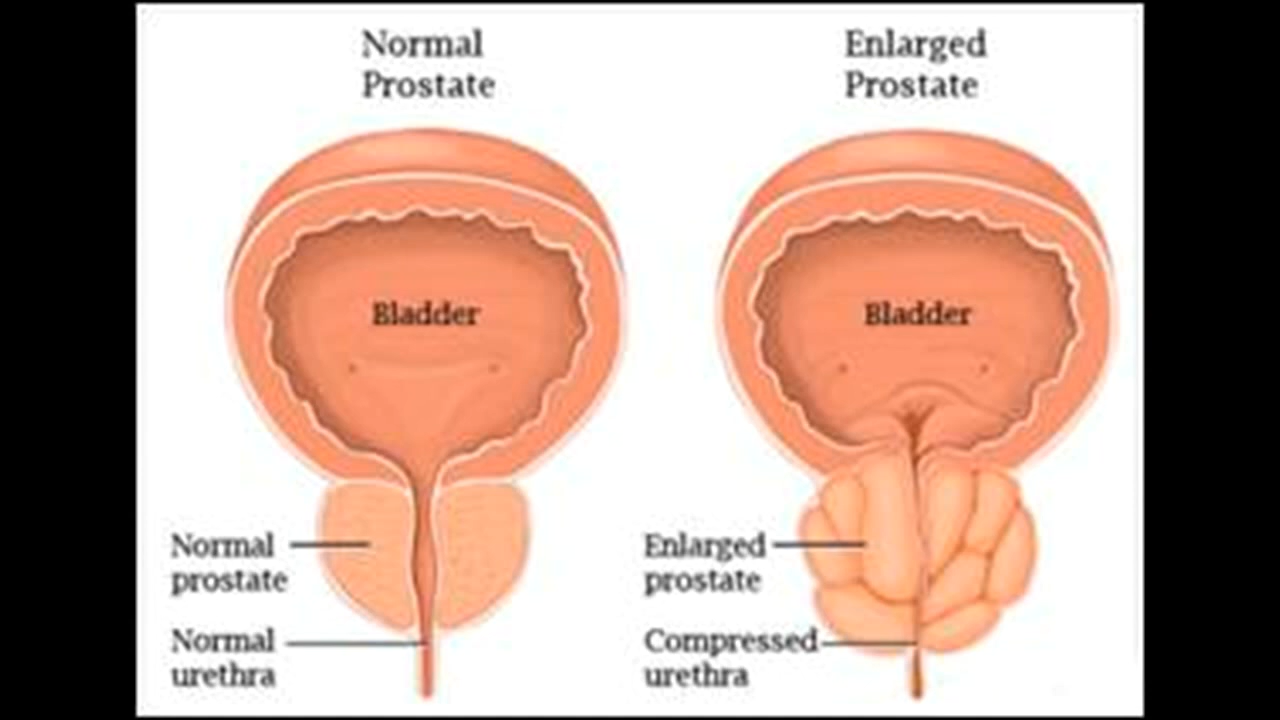 Normal
Prostate
Bladder
Normal
prostate
Normal
urethra
Enlarged
Prostate
Bladder
Enlarged
prostate
Compressed
urethra